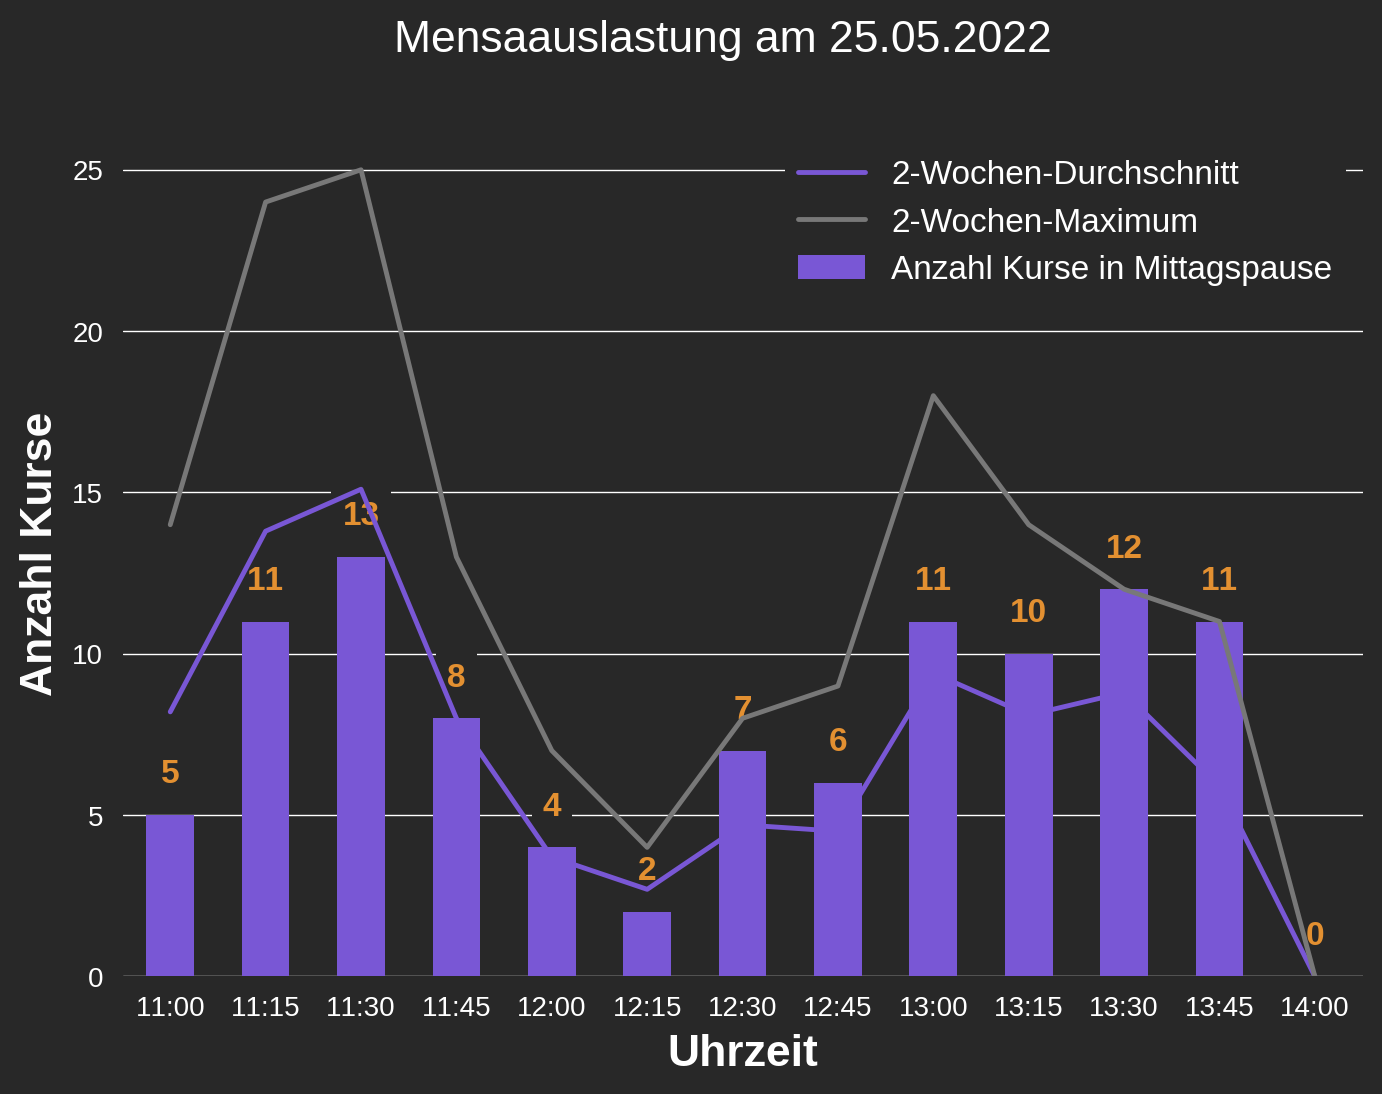 Mensaauslastung am 25.05.2022
2-Wochen-Durchschnitt
2-Wochen-Maximum
Anzahl Kurse in Mittagspause
Anzahl Kurse
25
20
15
10
5
0
5
11
13
8
4
2
7
6
11
10
12
11
0
11:00 11:15 11:30 11:45 12:00 12:15 12:30 12:45 13:00 13:15 13:30 13:45 14:00
Uhrzeit